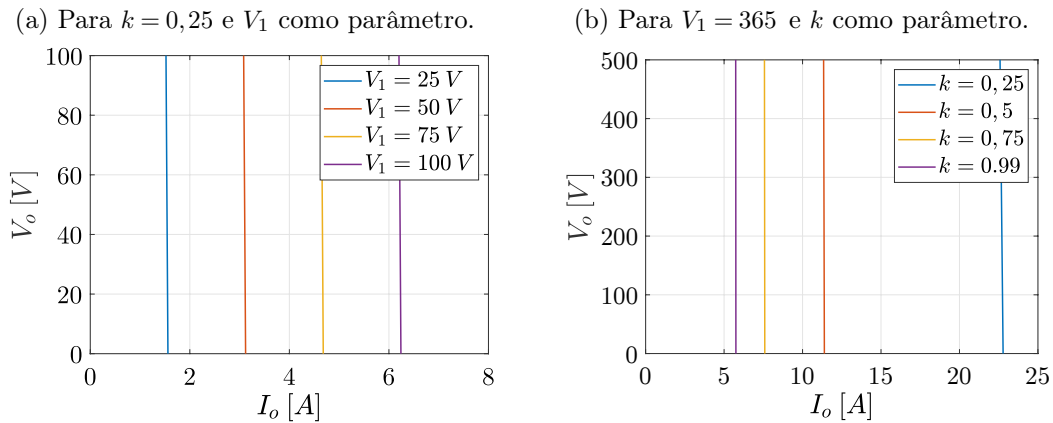 (a) Para k = 0,25 e V₁ como parâmetro.
100
80
60
40
20
0
0 2 4 6 8
Vₒ [V]
Iₒ [A]
V₁ = 25 V
V₁ = 50 V
V₁ = 75 V
V₁ = 100 V
(b) Para V₁ = 365 e k como parâmetro.
500
400
300
200
100
0
0 5 10 15 20 25
Vₒ [V]
Iₒ [A]
k = 0, 25
k = 0, 5
k = 0, 75
k = 0.99